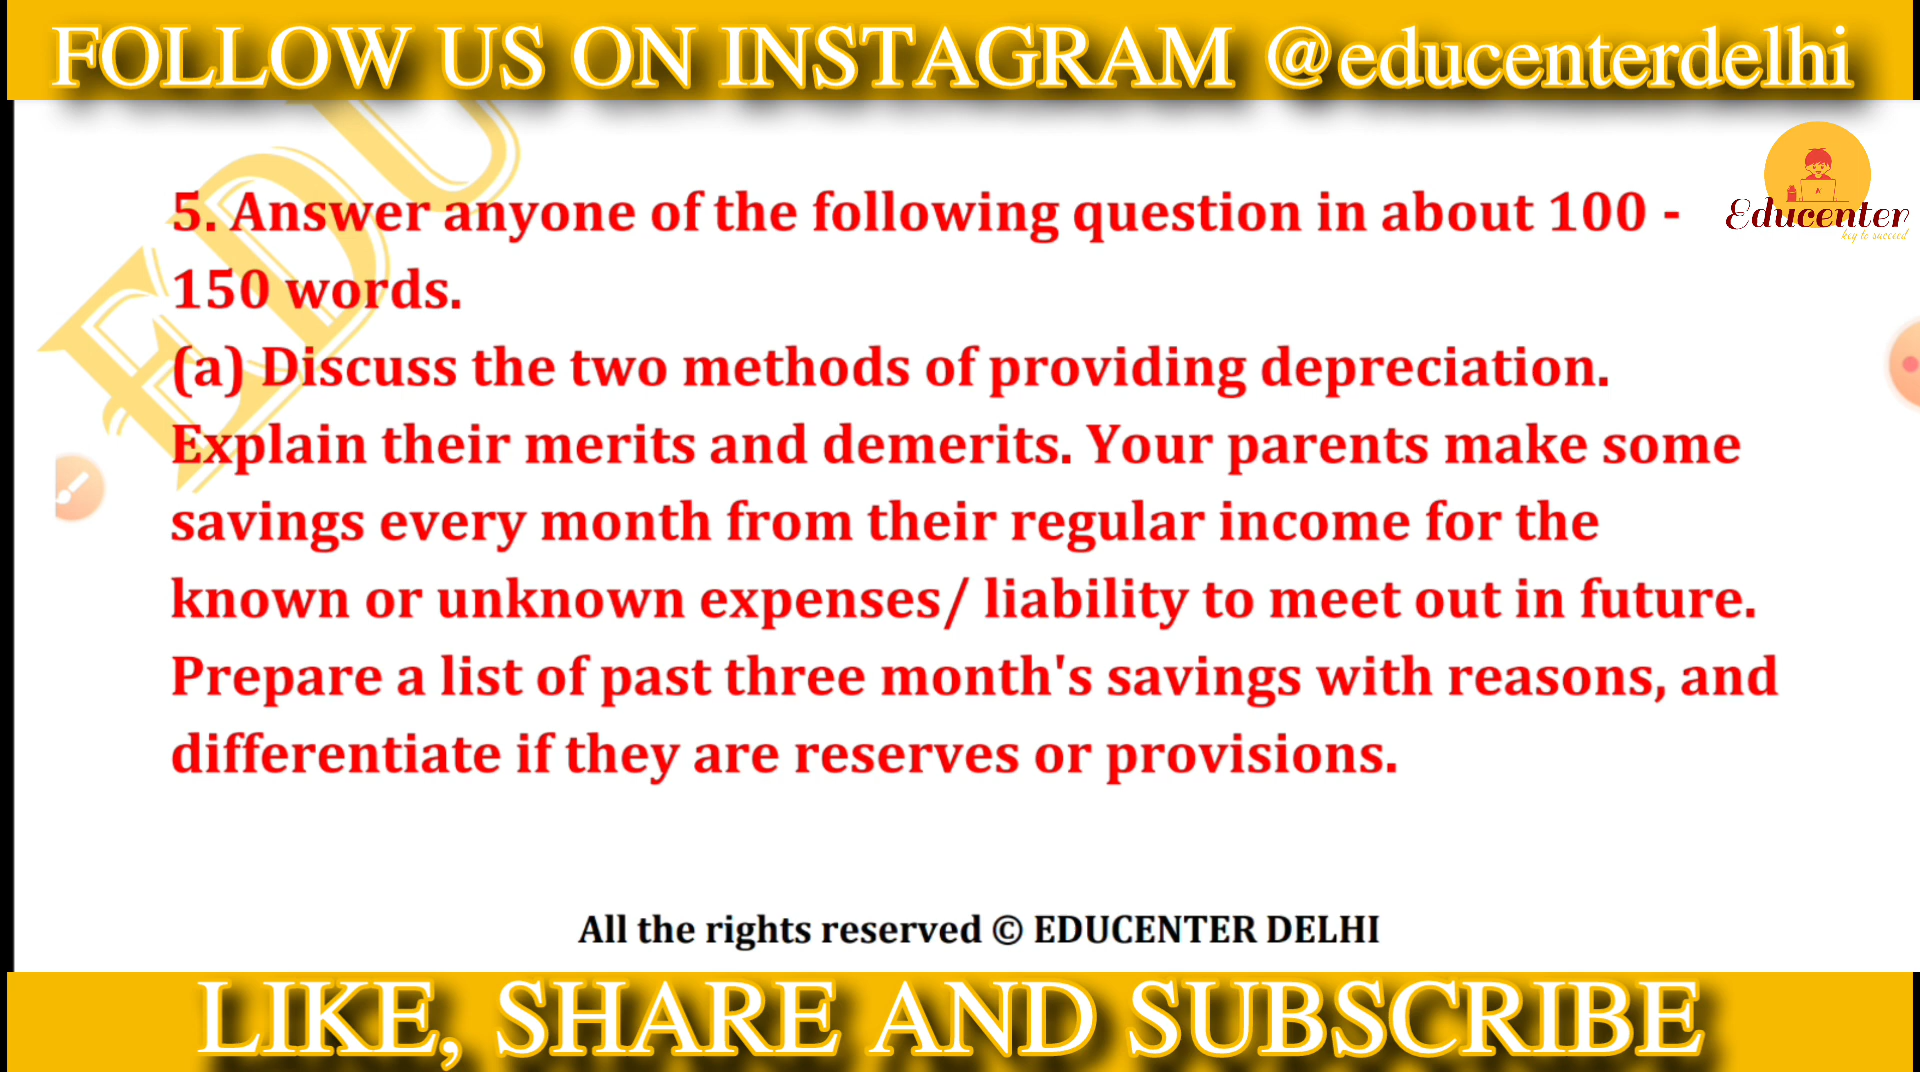 FOLLOW US ON INSTAGRAM @educenterdelhi
EDU
Educenter
key to succeed
5. Answer anyone of the following question in about 100 -
150 words.
(a) Discuss the two methods of providing depreciation.
Explain their merits and demerits. Your parents make some
savings every month from their regular income for the
known or unknown expenses/ liability to meet out in future.
Prepare a list of past three month's savings with reasons, and
differentiate if they are reserves or provisions.
All the rights reserved © EDUCENTER DELHI
LIKE, SHARE AND SUBSCRIBE